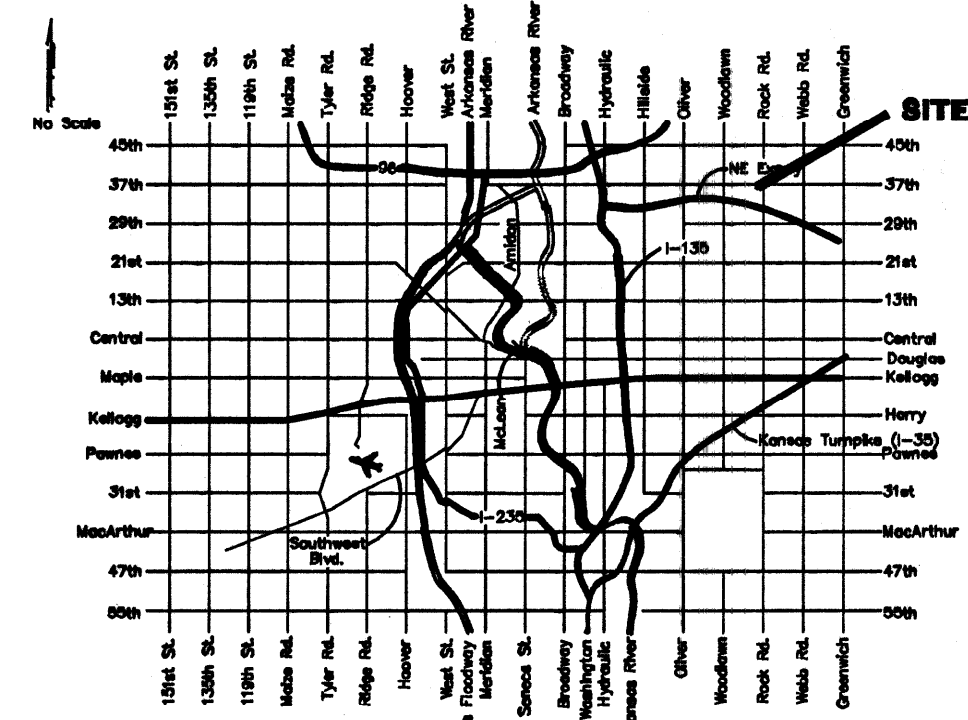 151st St.
135th St.
119th St.
Maize Rd.
Tyler Rd.
Ridge Rd.
Hoover
West St.
Arkansas River
Meridian
Arkansas River
Broadway
Hydraulic
Hillside
Oliver
Woodlawn
Rock Rd.
Webb Rd.
Greenwich
SITE
No Scale
45th
45th
96
NE Expwy
37th
37th
29th
29th
Amidon
I-135
21st
21st
13th
13th
Central
Central
Douglas
Maple
Kellogg
Kellogg
Harry
McLean
Kansas Turnpike (I-35)
Pawnee
Pawnee
31st
31st
I-235
MacArthur
MacArthur
Southwest
Blvd.
47th
47th
55th
55th
151st St.
135th St.
119th St.
Maize Rd.
Tyler Rd.
Ridge Rd.
Hoover
West St.
s Floodway
Meridian
Seneca St.
Broadway
Washington
Hydraulic
ansas River
Oliver
Woodlawn
Rock Rd.
Webb Rd.
Greenwich